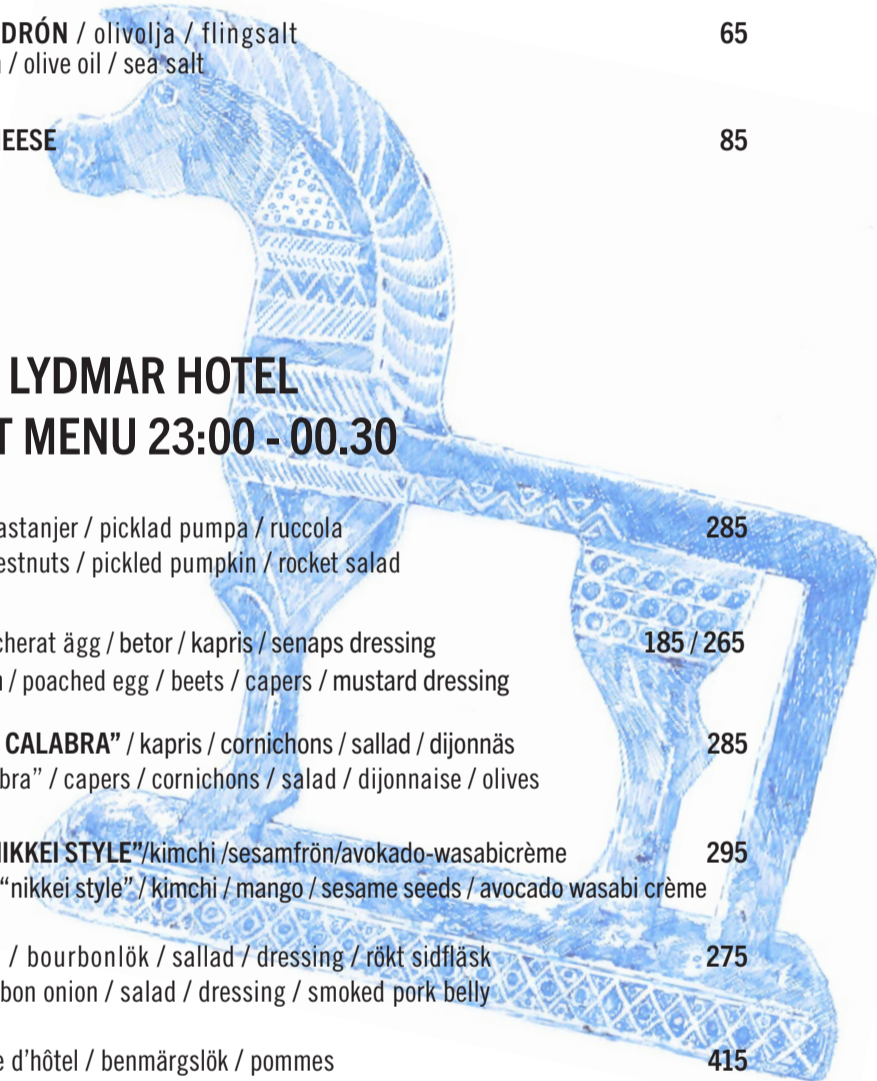 DRÓN / olivolja / flingsalt 65
/ olive oil / sea salt
EESE 85
LYDMAR HOTEL
T MENU 23:00 - 00.30
astanjer / picklad pumpa / ruccola 285
estnuts / pickled pumpkin / rocket salad
cherat ägg / betor / kapris / senaps dressing 185 / 265
/ poached egg / beets / capers / mustard dressing
CALABRA” / kapris / cornichons / sallad / dijonnäs 285
bra” / capers / cornichons / salad / dijonnaise / olives
NIKKEI STYLE”/kimchi /sesamfrön/avokado-wasabicrème 295
“nikkei style” / kimchi / mango / sesame seeds / avocado wasabi crème
/ bourbonlök / sallad / dressing / rökt sidfläsk 275
bon onion / salad / dressing / smoked pork belly
e d’hôtel / benmärgslök / pommes 415